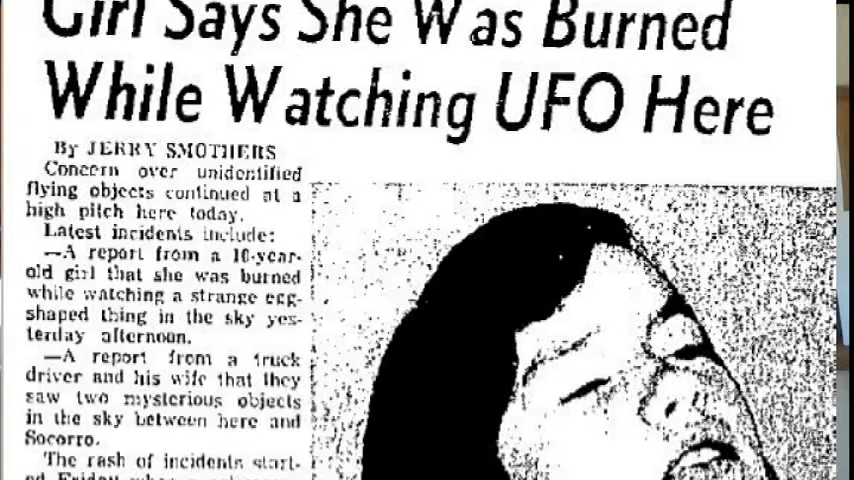 Girl Says She Was Burned
While Watching UFO Here
By JERRY SMOTHERS
Concern over unidentified
flying objects continued at a
high pitch here today.
Latest incidents include:
—A report from a 10-year-
old girl that she was burned
while watching a strange egg-
shaped thing in the sky yes-
terday afternoon.
—A report from a truck
driver and his wife that they
saw two mysterious objects
in the sky between here and
Socorro.
The rash of incidents start-
ed Friday when a